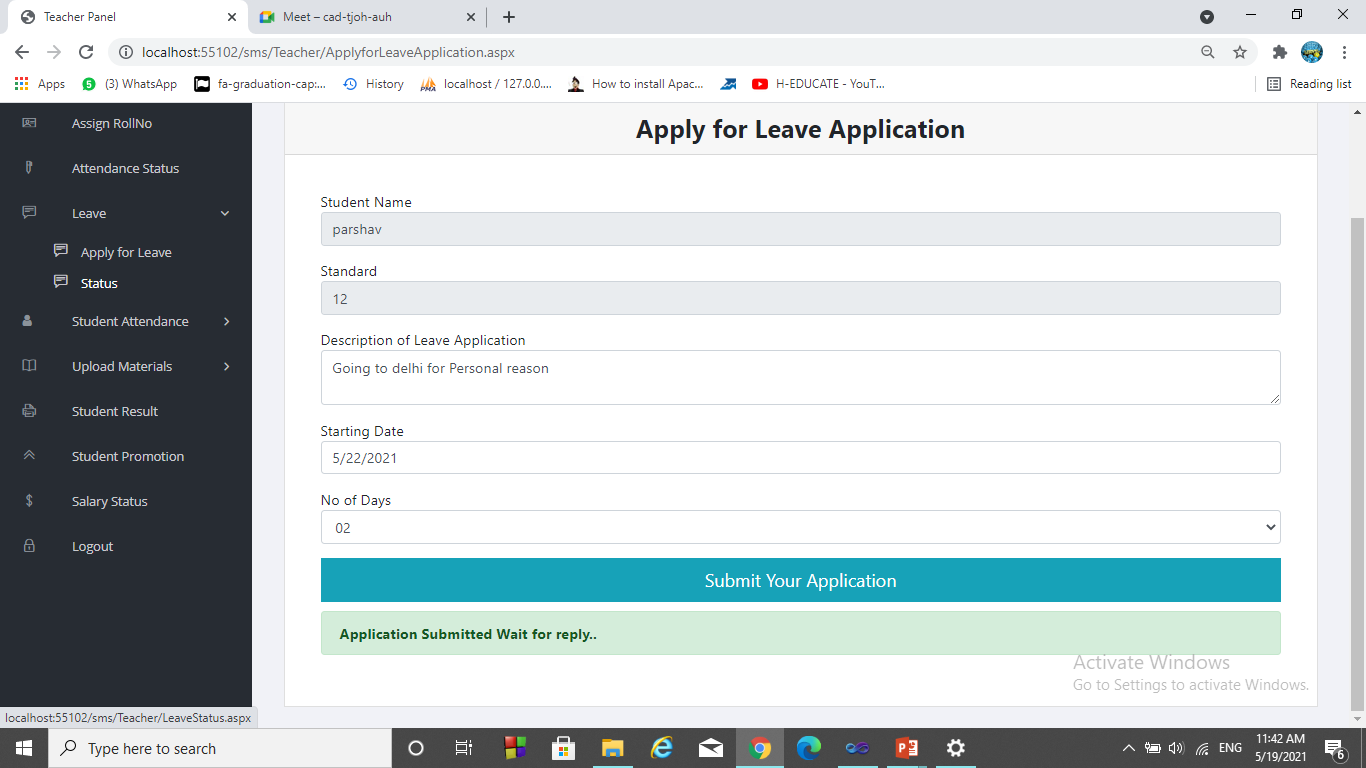 Teacher Panel
Meet – cad-tjoh-auh
localhost:55102/sms/Teacher/ApplyforLeaveApplication.aspx
Apps
5
(3) WhatsApp
fa-graduation-cap:...
History
PMA
localhost / 127.0.0....
How to install Apac...
H-EDUCATE - YouT...
Reading list
Assign RollNo
Attendance Status
Leave
Apply for Leave
Status
Student Attendance
Upload Materials
Student Result
Student Promotion
Salary Status
Logout
Apply for Leave Application
Student Name
parshav
Standard
12
Description of Leave Application
Going to delhi for Personal reason
Starting Date
5/22/2021
No of Days
02
Submit Your Application
Application Submitted Wait for reply..
Activate Windows
Go to Settings to activate Windows.
localhost:55102/sms/Teacher/LeaveStatus.aspx
Type here to search
ENG
11:42 AM
5/19/2021
6